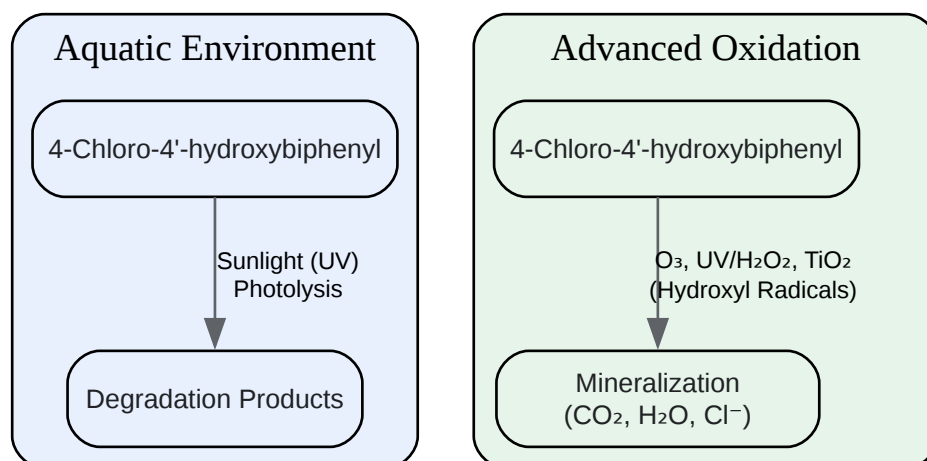 Aquatic Environment
4-Chloro-4'-hydroxybiphenyl
Sunlight (UV)
Photolysis
Degradation Products
Advanced Oxidation
4-Chloro-4'-hydroxybiphenyl
O₃, UV/H₂O₂, TiO₂
(Hydroxyl Radicals)
Mineralization
(CO₂, H₂O, Cl⁻)